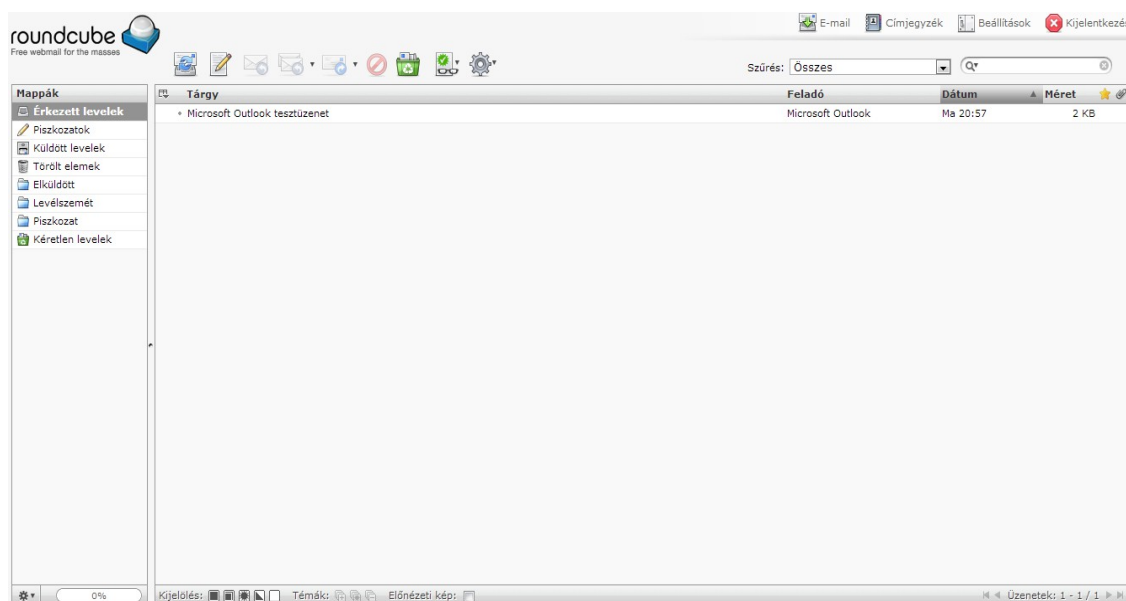 roundcube
Free webmail for the masses
E-mail Címjegyzék Beállítások Kijelentkezés
Szűrés: Összes
Mappák
Érkezett levelek
Piszkozatok
Küldött levelek
Törölt elemek
Elküldött
Levélszemét
Piszkozat
Kéretlen levelek
Tárgy Feladó Dátum Méret
Microsoft Outlook tesztüzenet Microsoft Outlook Ma 20:57 2 KB
0% Kijelölés: Témák: Előnézeti kép: Üzenetek: 1 - 1 / 1